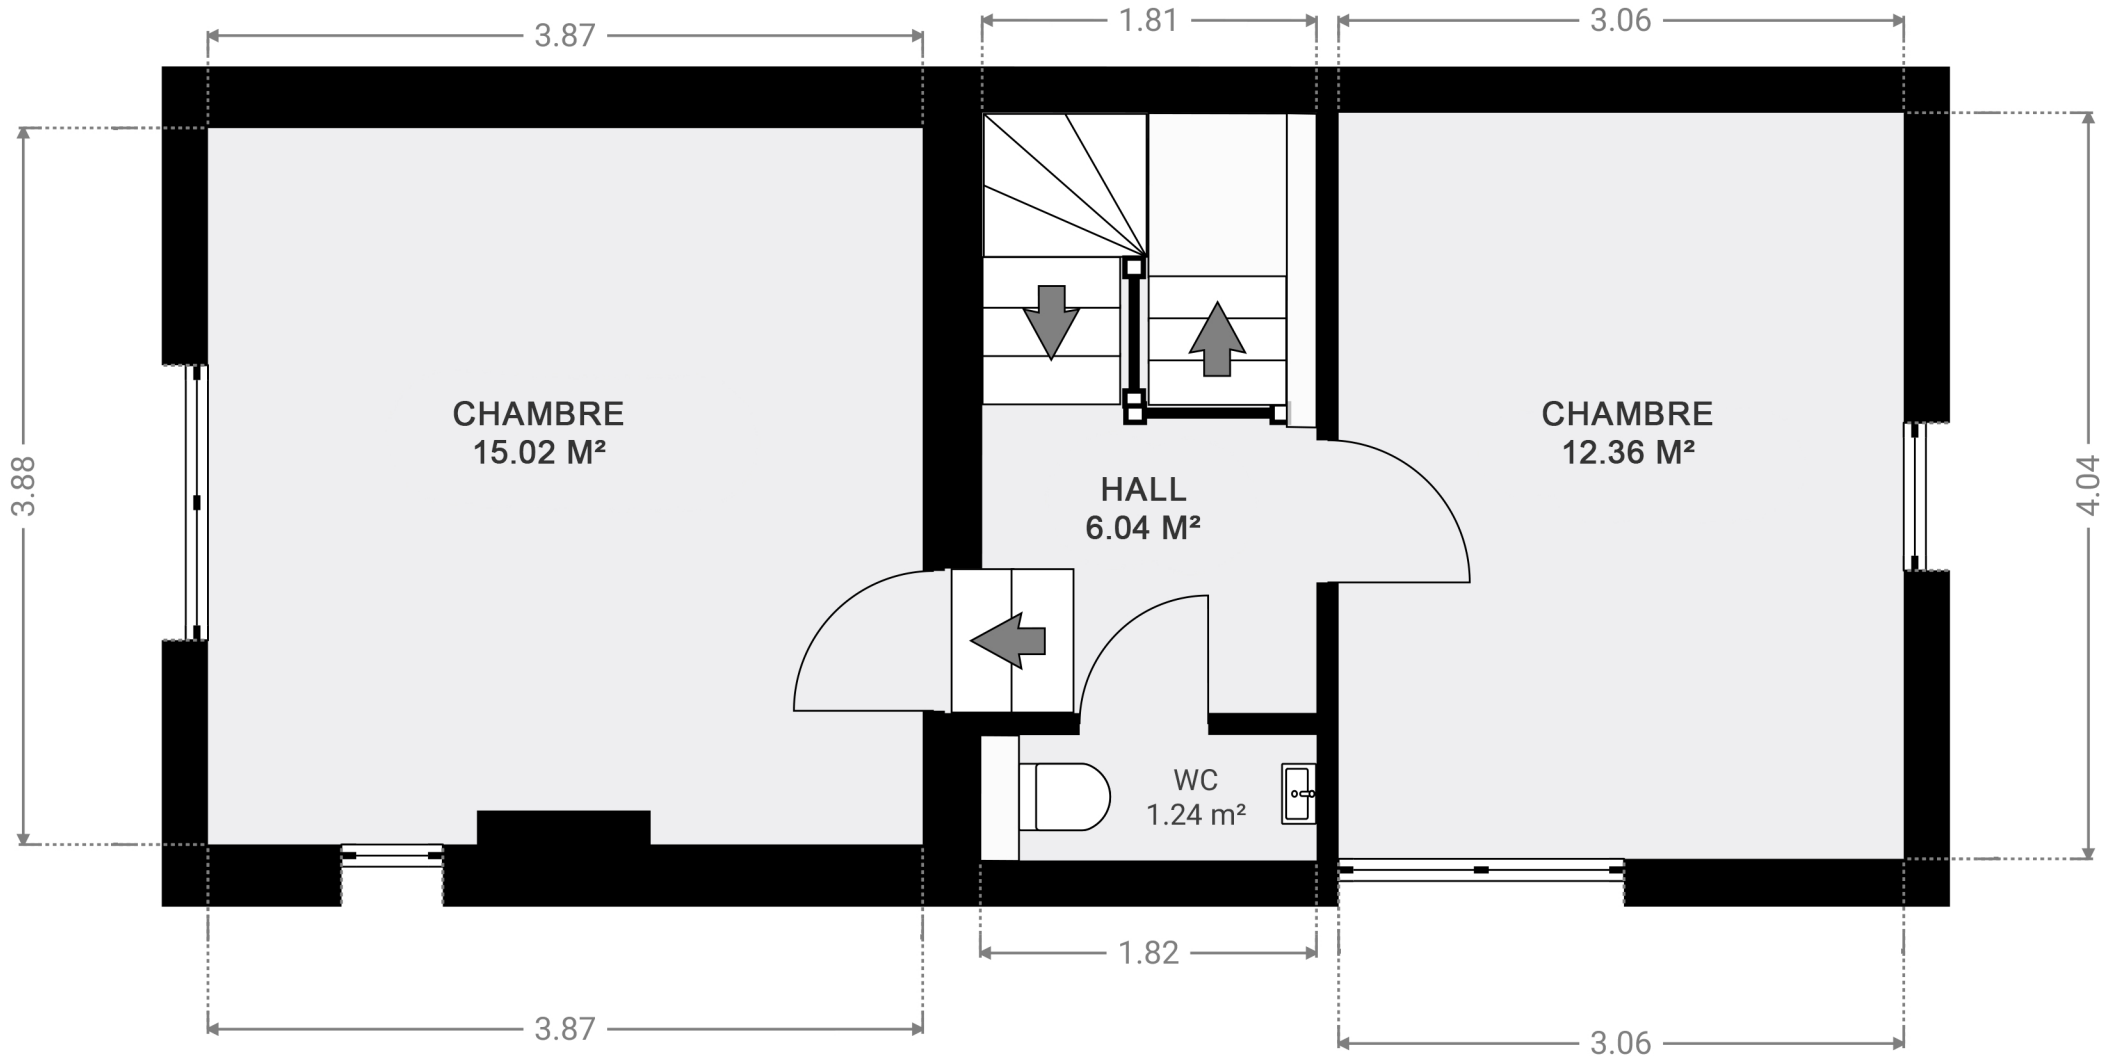 1.81
3.06
3.87
CHAMBRE
15.02 M²
CHAMBRE
12.36 M²
3.88
4.04
HALL
6.04 M²
WC
1.24 m²
1.82
3.87
3.06